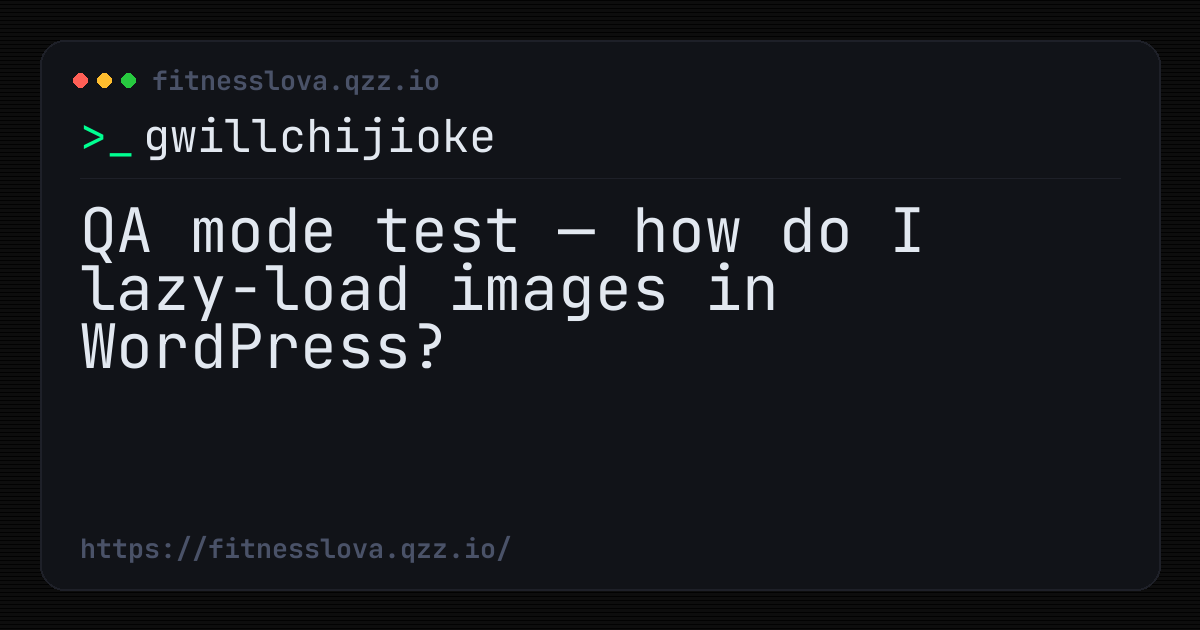 fitnesslova.qzz.io
>_ gwillchijioke
QA mode test — how do I
lazy-load images in
WordPress?
https://fitnesslova.qzz.io/